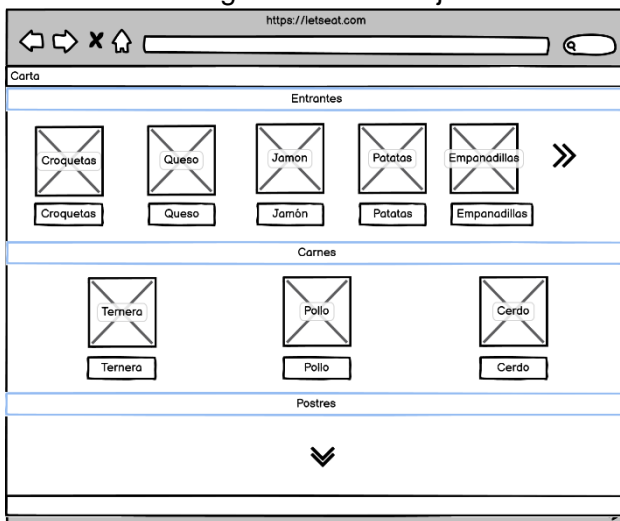 https://letseat.com
Carta
Entrantes
Croquetas Queso Jamon Patatas Empanadillas
Croquetas Queso Jamón Patatas Empanadillas
Carnes
Ternera Pollo Cerdo
Ternera Pollo Cerdo
Postres